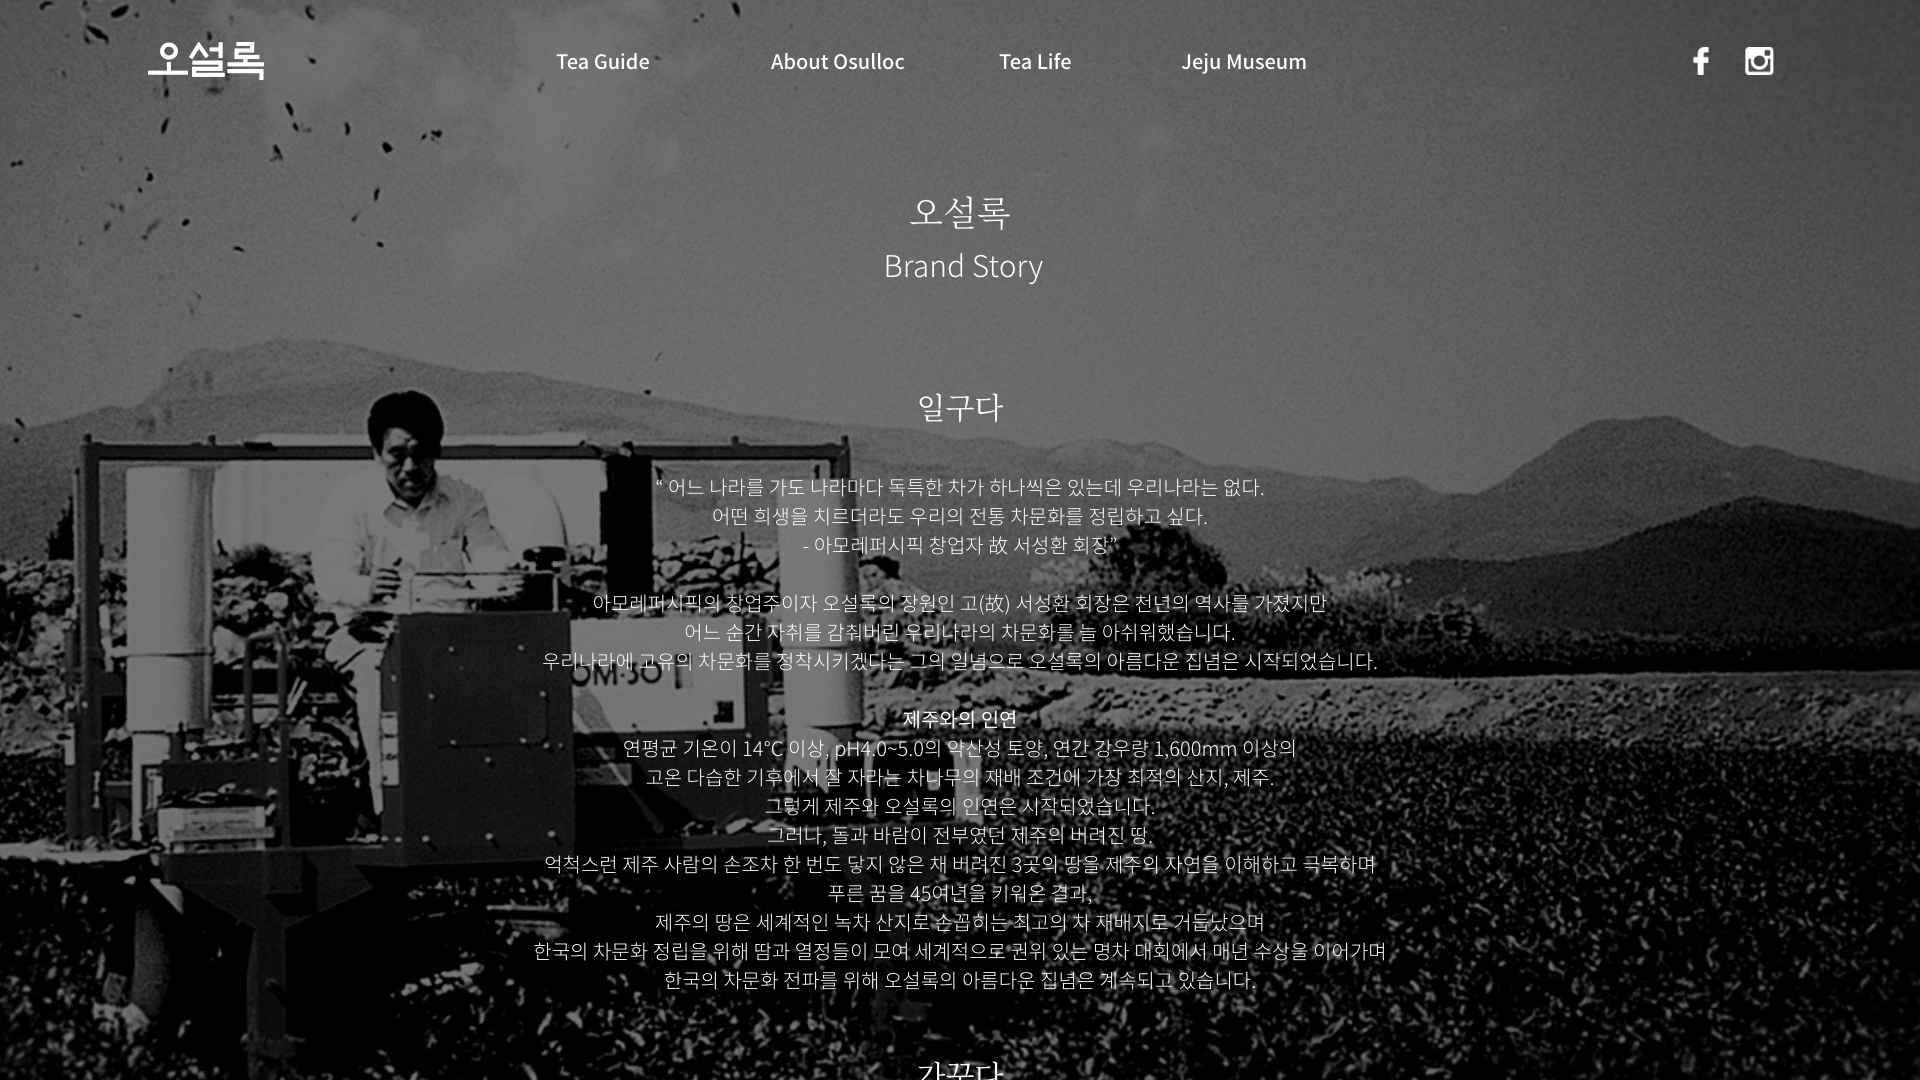 오설록
Tea Guide
About Osulloc
Tea Life
Jeju Museum
오설록
Brand Story
일구다
“ 어느 나라를 가도 나라마다 독특한 차가 하나씩은 있는데 우리나라는 없다.
어떤 희생을 치르더라도 우리의 전통 차문화를 정립하고 싶다.
- 아모레퍼시픽 창업자 故 서성환 회장”
아모레퍼시픽의 창업주이자 오설록의 장원인 고(故) 서성환 회장은 천년의 역사를 가졌지만
어느 순간 자취를 감춰버린 우리나라의 차문화를 늘 아쉬워했습니다.
우리나라에 고유의 차문화를 정착시키겠다는 그의 일념으로 오설록의 아름다운 집념은 시작되었습니다.
제주와의 인연
연평균 기온이 14℃ 이상, pH4.0~5.0의 약산성 토양, 연간 강우량 1,600mm 이상의
고온 다습한 기후에서 잘 자라는 차나무의 재배 조건에 가장 최적의 산지, 제주.
그렇게 제주와 오설록의 인연은 시작되었습니다.
그러나, 돌과 바람이 전부였던 제주의 버려진 땅.
억척스런 제주 사람의 손조차 한 번도 닿지 않은 채 버려진 3곳의 땅을 제주의 자연을 이해하고 극복하며
푸른 꿈을 45여년을 키워온 결과,
제주의 땅은 세계적인 녹차 산지로 손꼽히는 최고의 차 재배지로 거듭났으며
한국의 차문화 정립을 위해 땀과 열정들이 모여 세계적으로 권위 있는 명차 대회에서 매년 수상을 이어가며
한국의 차문화 전파를 위해 오설록의 아름다운 집념은 계속되고 있습니다.
가꾸다